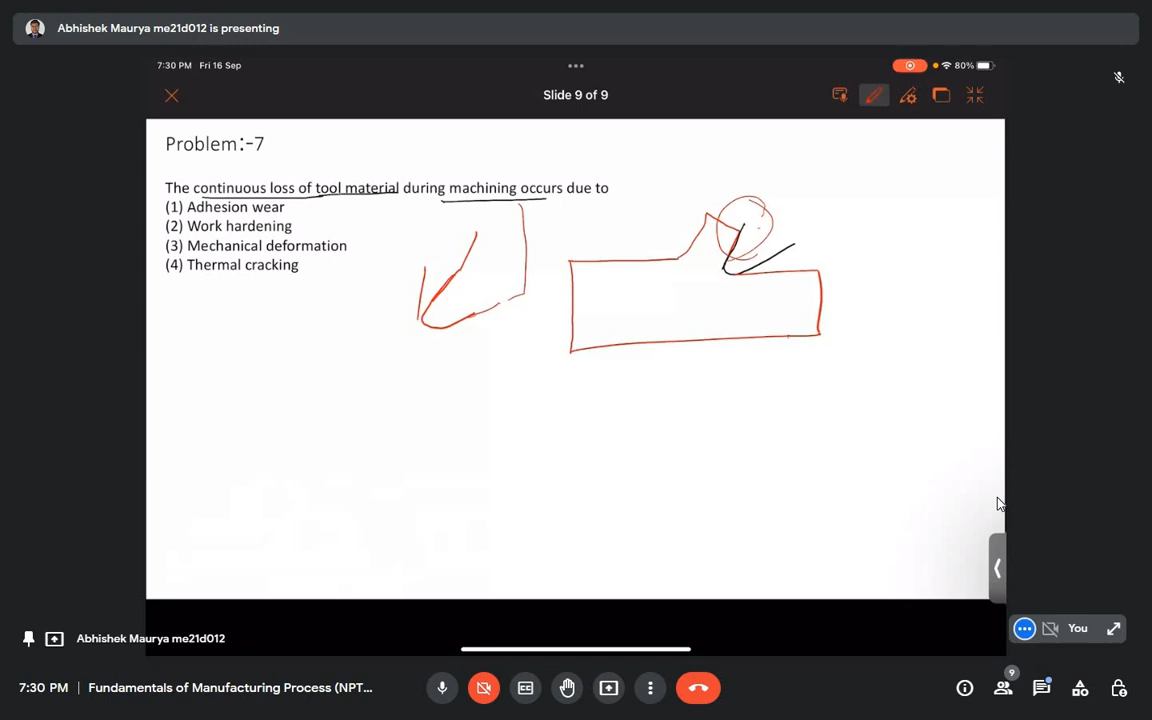 Abhishek Maurya me21d012 is presenting
7:30 PM Fri 16 Sep
80%
Slide 9 of 9
Problem:-7
The continuous loss of tool material during machining occurs due to
(1) Adhesion wear
(2) Work hardening
(3) Mechanical deformation
(4) Thermal cracking
Abhishek Maurya me21d012
You
7:30 PM | Fundamentals of Manufacturing Process (NPT...
9